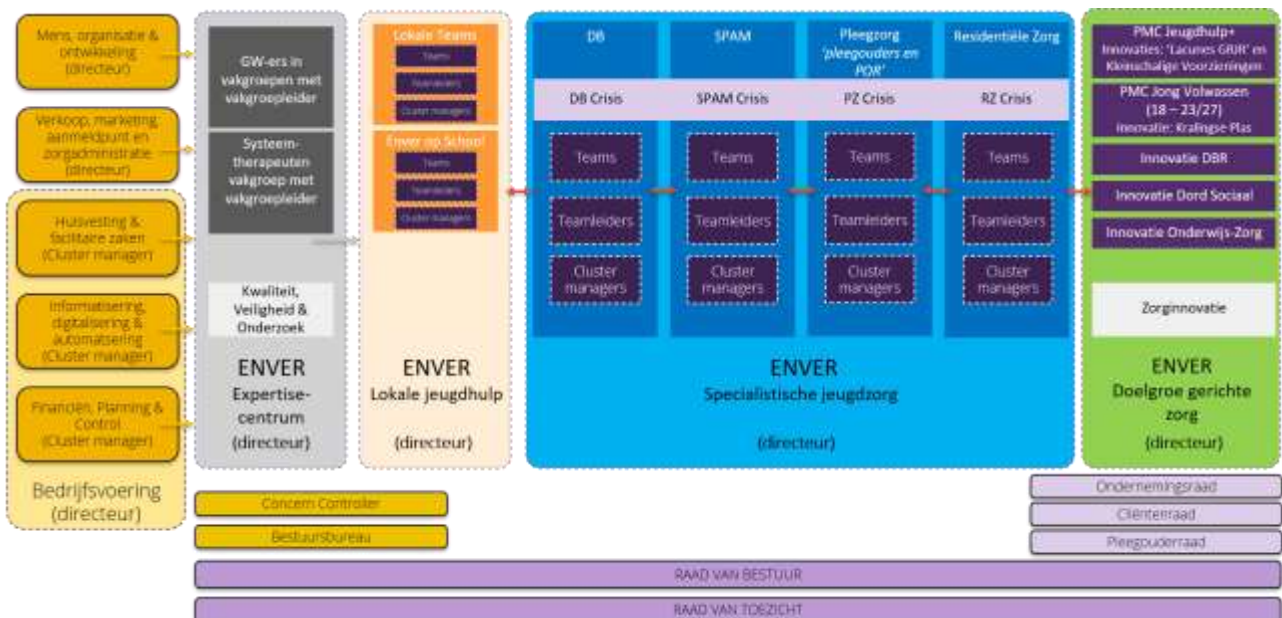 Mens, organisatie &
ontwikkeling
(directeur)
Verkoop, marketing,
aanmeldpunt en
zorgadministratie
(directeur)
Huisvesting &
facilitaire zaken
(Cluster manager)
Informatisering,
digitalisering &
automatsering
(Cluster manager)
Financiën, Planning &
Control
(Cluster manager)
Bedrijfsvoering
(directeur)
GW-ers in
vakgroepen met
vakgroepleider
Systeem-
therapeuten
vakgroep met
vakgroepleider
Kwaliteit,
Veiligheid &
Onderzoek
ENVER
Expertise-
centrum
(directeur)
Lokale Teams
Teams
Teamleiders
Cluster managers
Enver op School
Teams
Teamleiders
Cluster managers
ENVER
Lokale jeugdhulp
(directeur)
DB
SPAM
Pleegzorg
'pleegouders en
POR'
Residentiële Zorg
DB Crisis
SPAM Crisis
PZ Crisis
RZ Crisis
Teams
Teams
Teams
Teams
Teamleiders
Teamleiders
Teamleiders
Teamleiders
Cluster
managers
Cluster
managers
Cluster
managers
Cluster
managers
ENVER
Specialistische jeugdzorg
(directeur)
PMC Jeugdhulp+
Innovaties: 'Lacunes GRJR' en
Kleinschalige Voorzieningen
PMC Jong Volwassen
(18 – 23/27)
Innovatie: Kralingse Plas
Innovatie DBR
Innovatie Dord Sociaal
Innovatie Onderwijs-Zorg
Zorginnovatie
ENVER
Doelgroe gerichte
zorg
(directeur)
Concern Controller
Bestuursbureau
Ondernemingsraad
Cliëntenraad
Pleegouderraad
RAAD VAN BESTUUR
RAAD VAN TOEZICHT